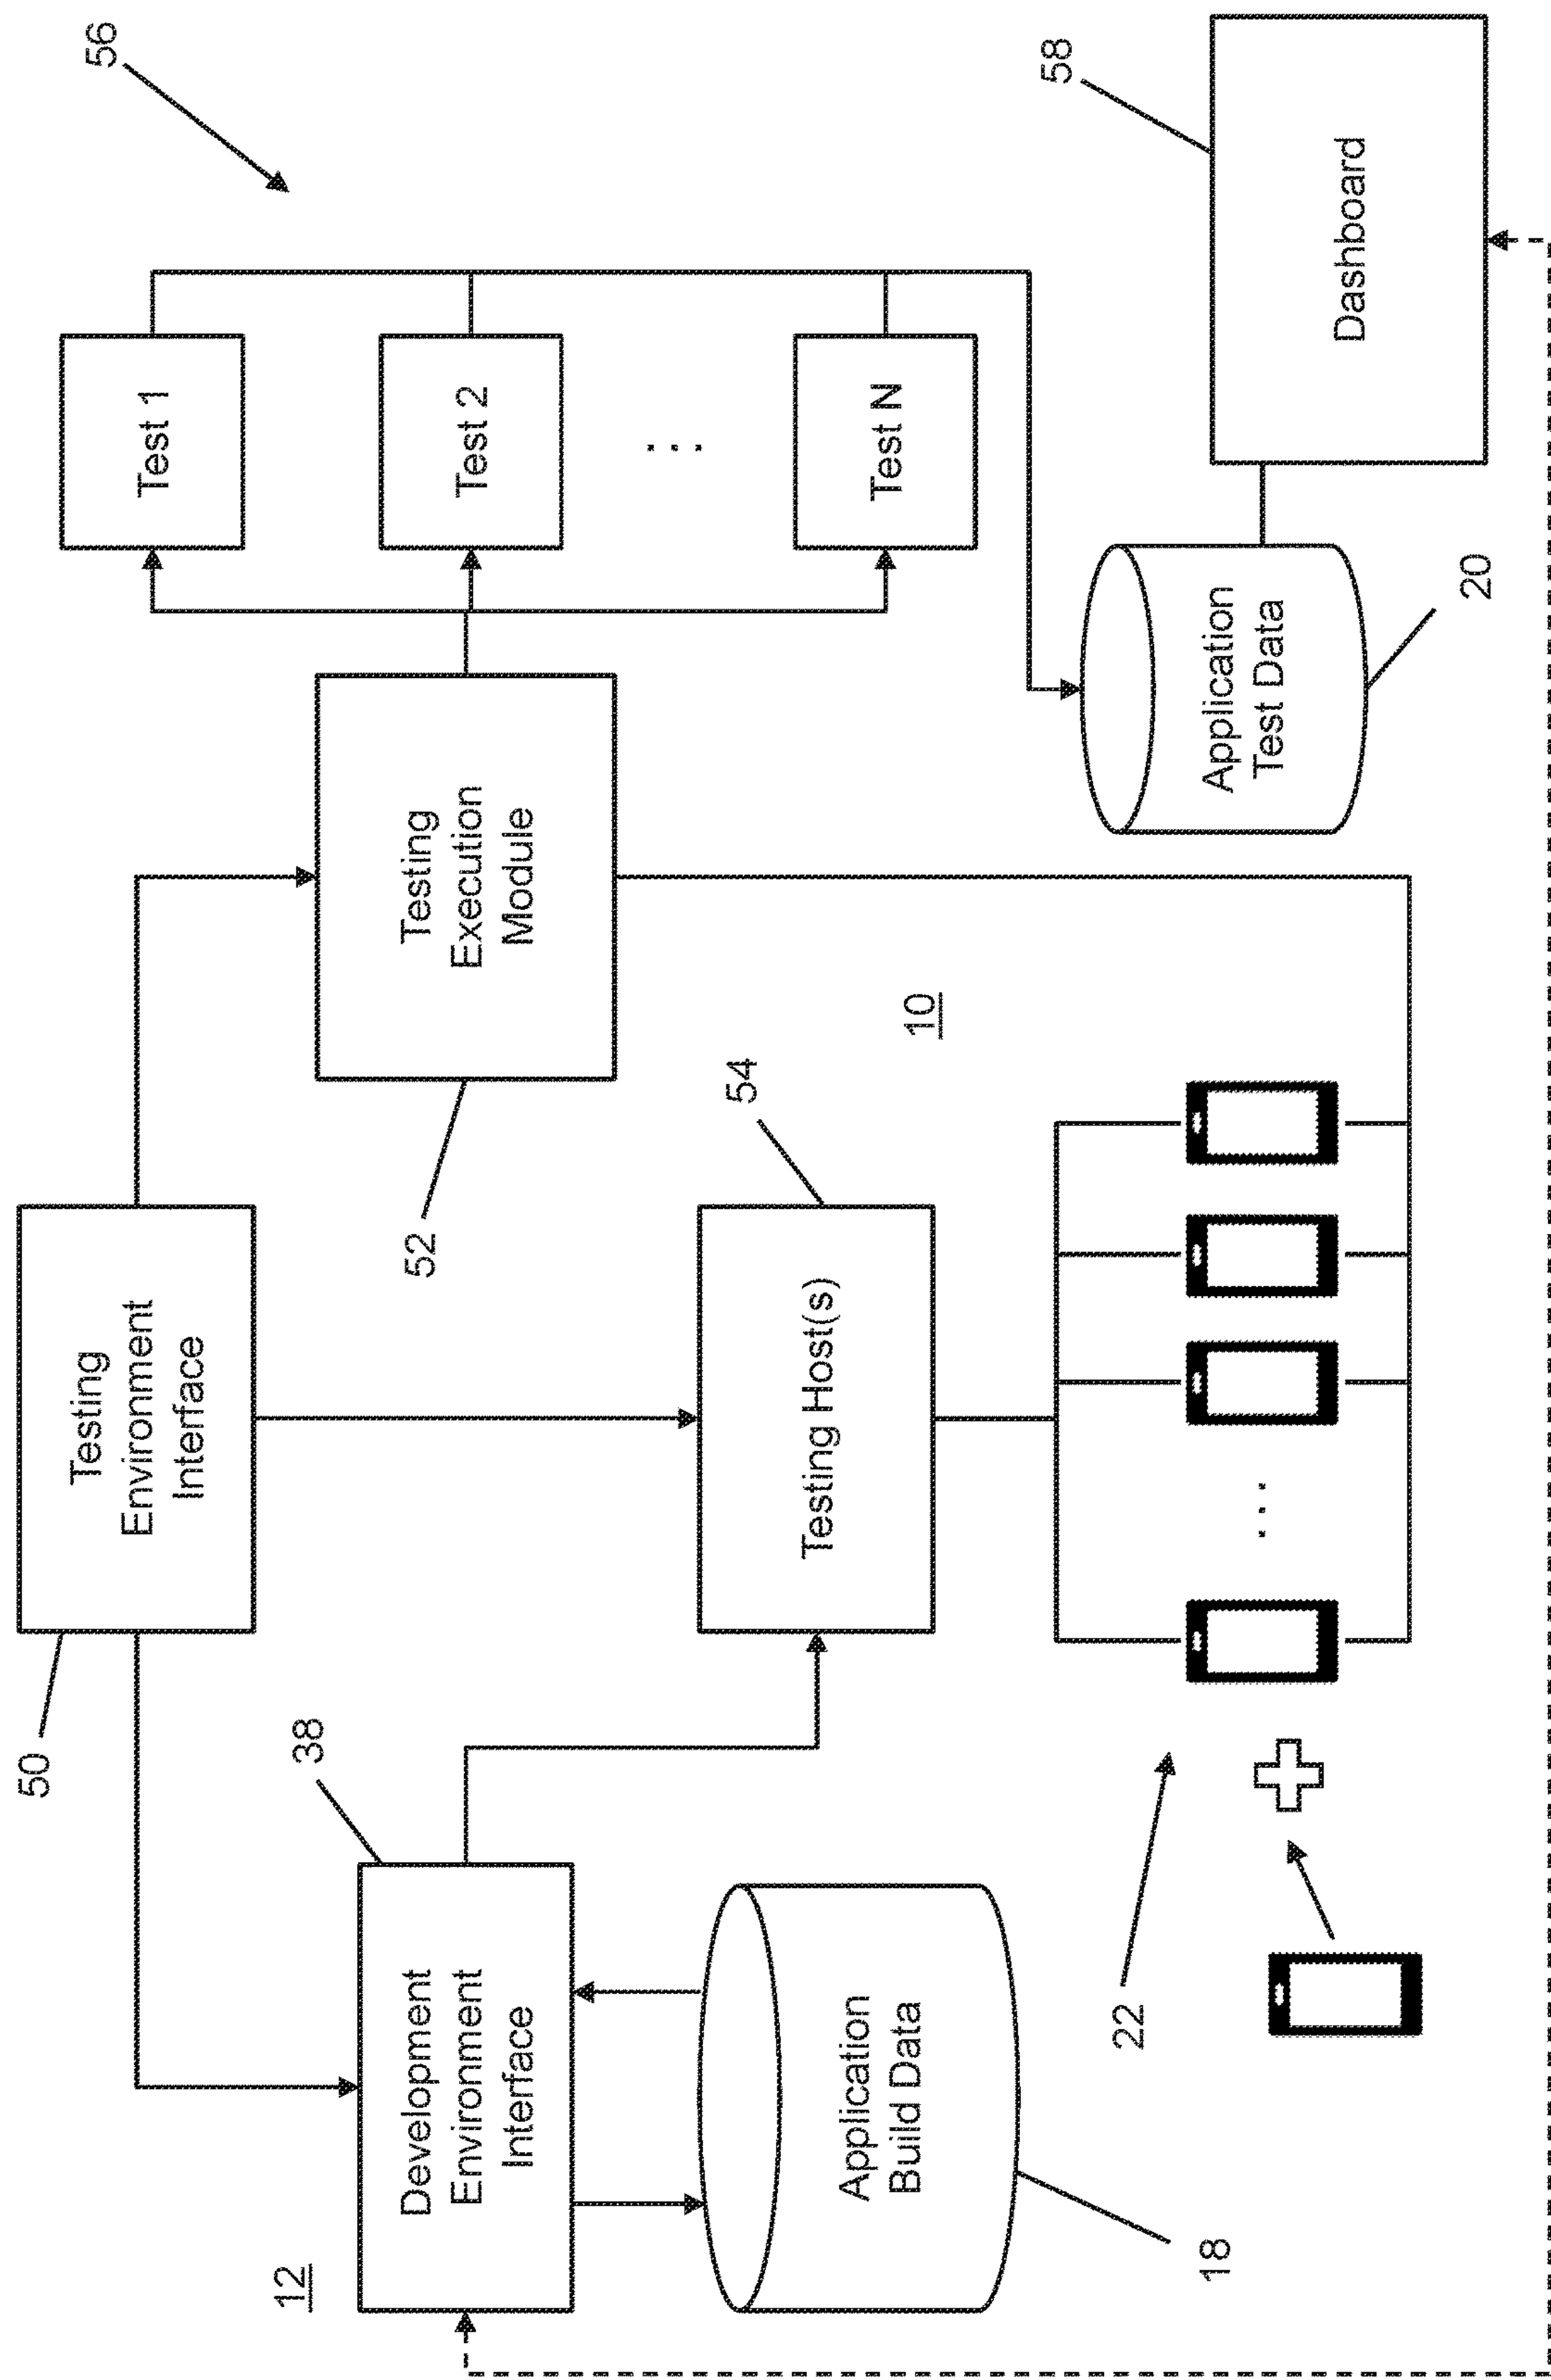 50
Testing
Environment
Interface
56
12
38
Development
Environment
Interface
52
Testing
Execution
Module
Test 1
Test 2
...
Test N
18
Application
Build Data
54
Testing Host(s)
10
22
...
20
Application
Test Data
58
Dashboard